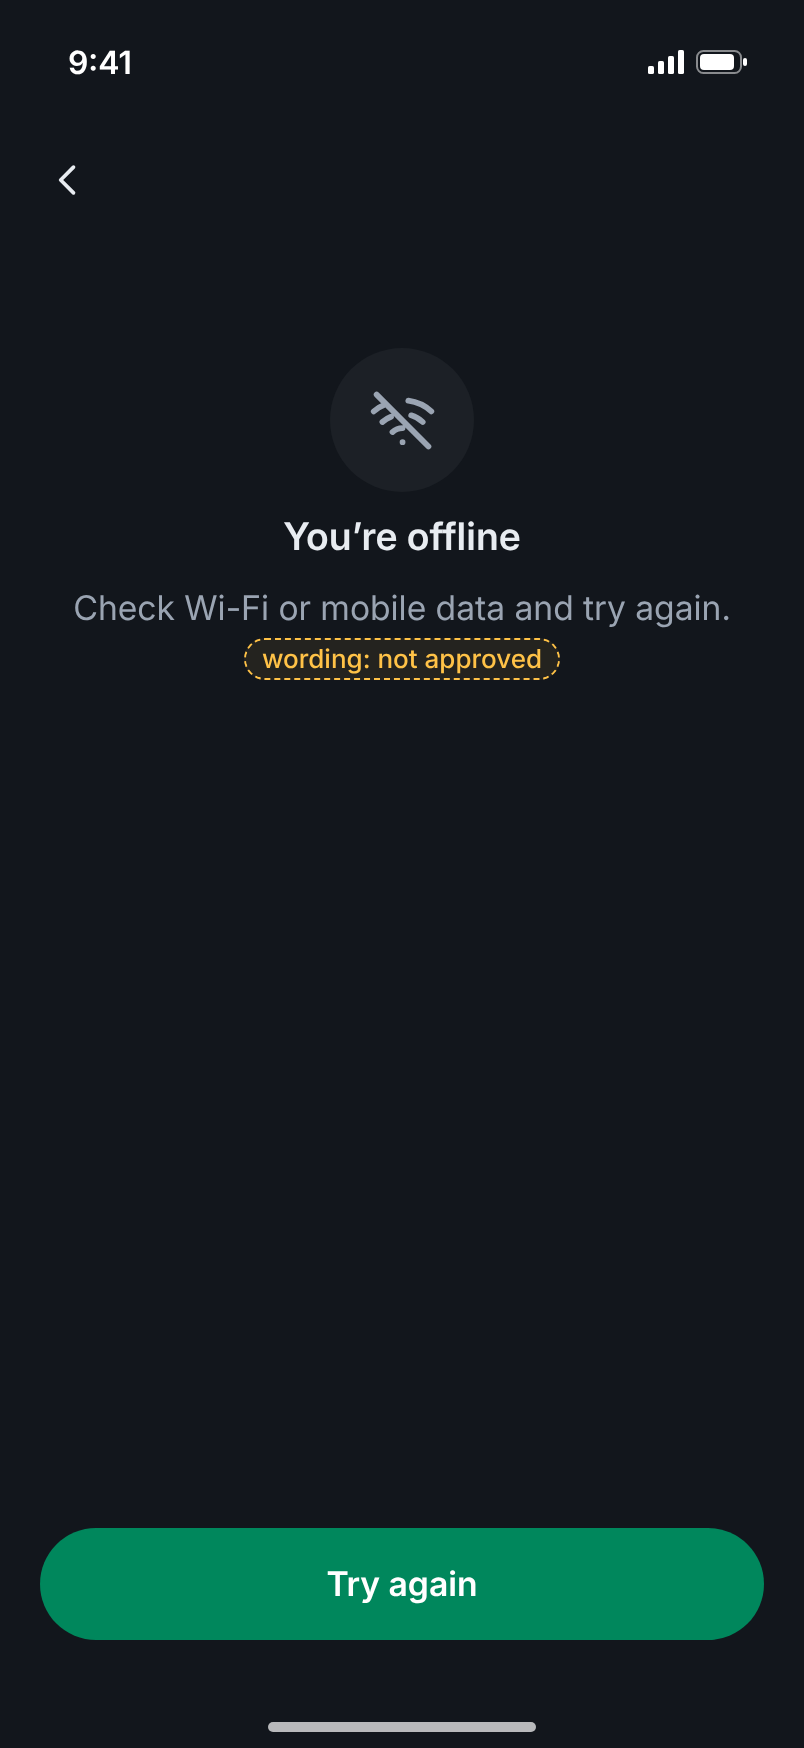 9:41
You’re offline
Check Wi-Fi or mobile data and try again.
wording: not approved
Try again